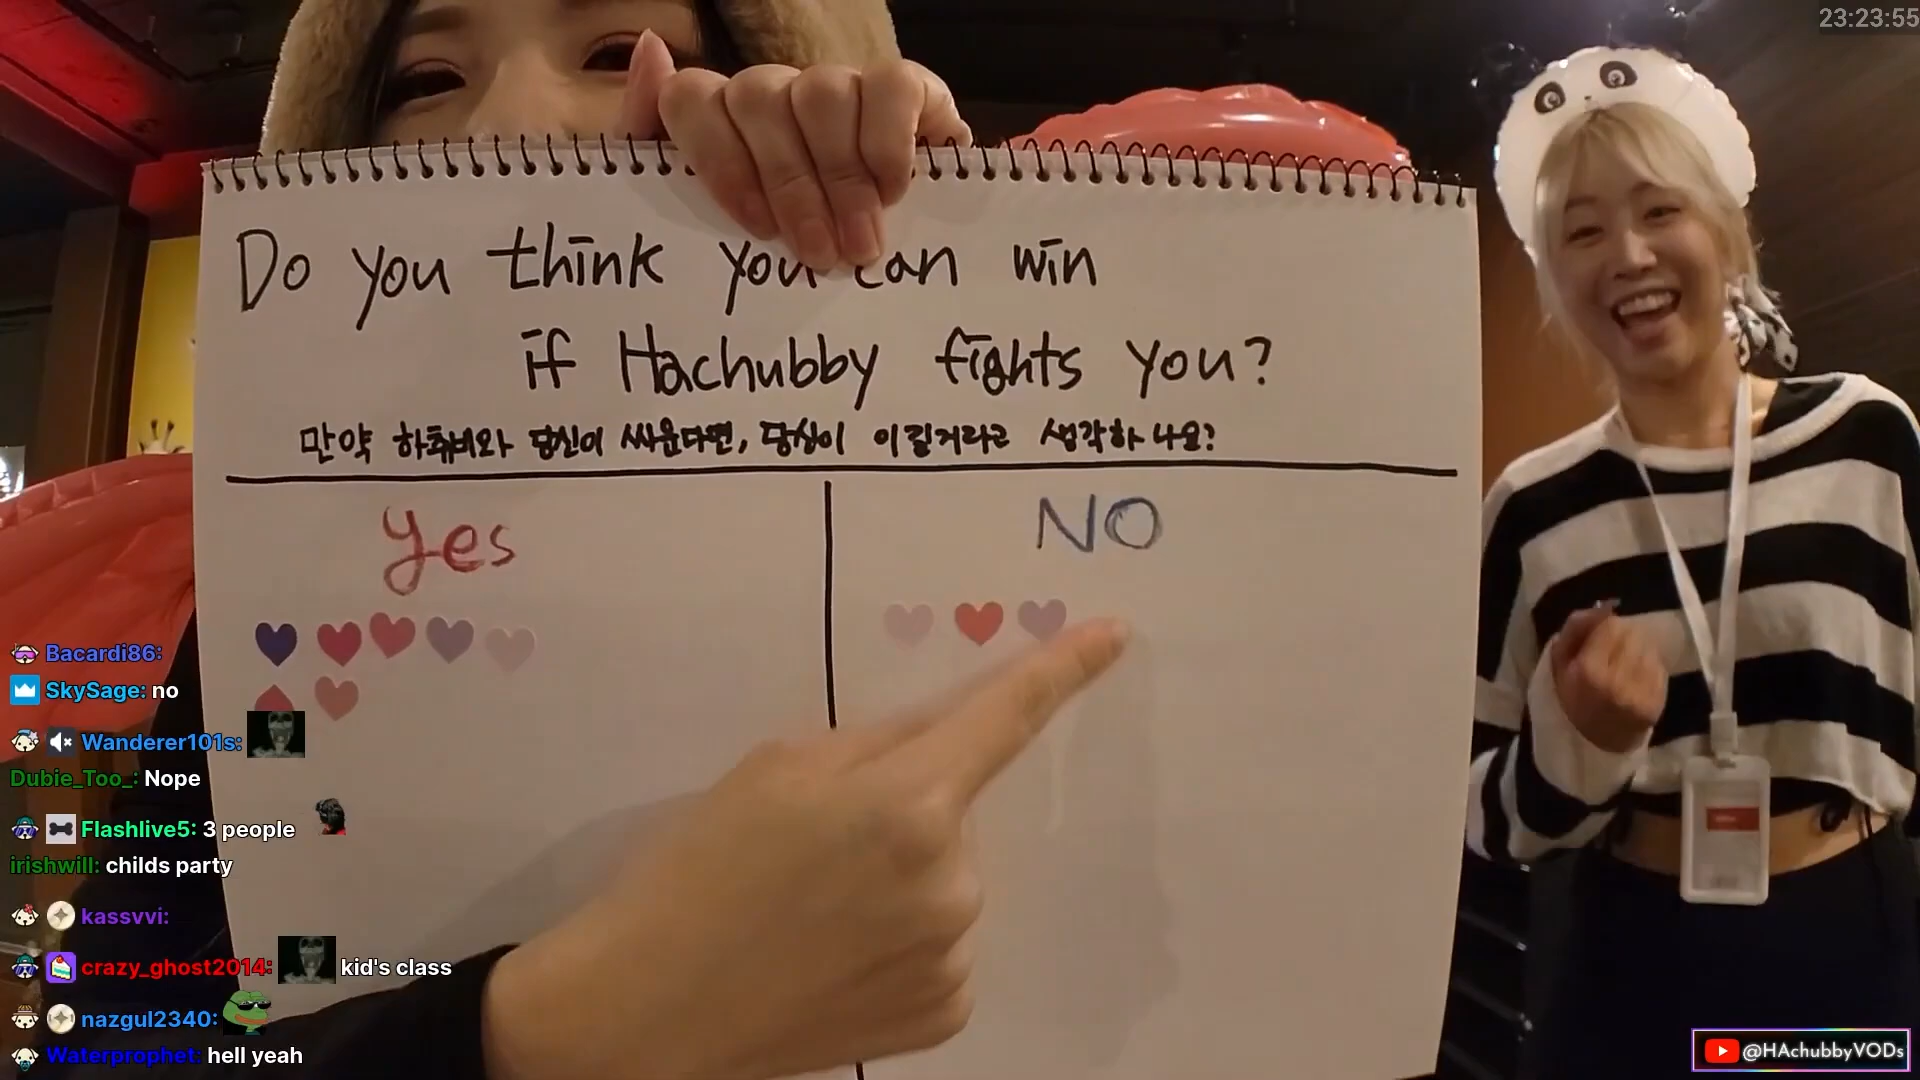 23:23:55
Do you think you can win
if Hachubby fights you?
만약 하츄비와 당신이 싸운다면, 당신이 이길거라고 생각하나요?
Yes
NO
Bacardi86:
SkySage: no
Wanderer101s:
Dubie_Too_: Nope
Flashlive5: 3 people
irishwill: childs party
kassvvi:
crazy_ghost2014: kid's class
nazgul2340:
Waterprophet: hell yeah
@HAchubbyVODs